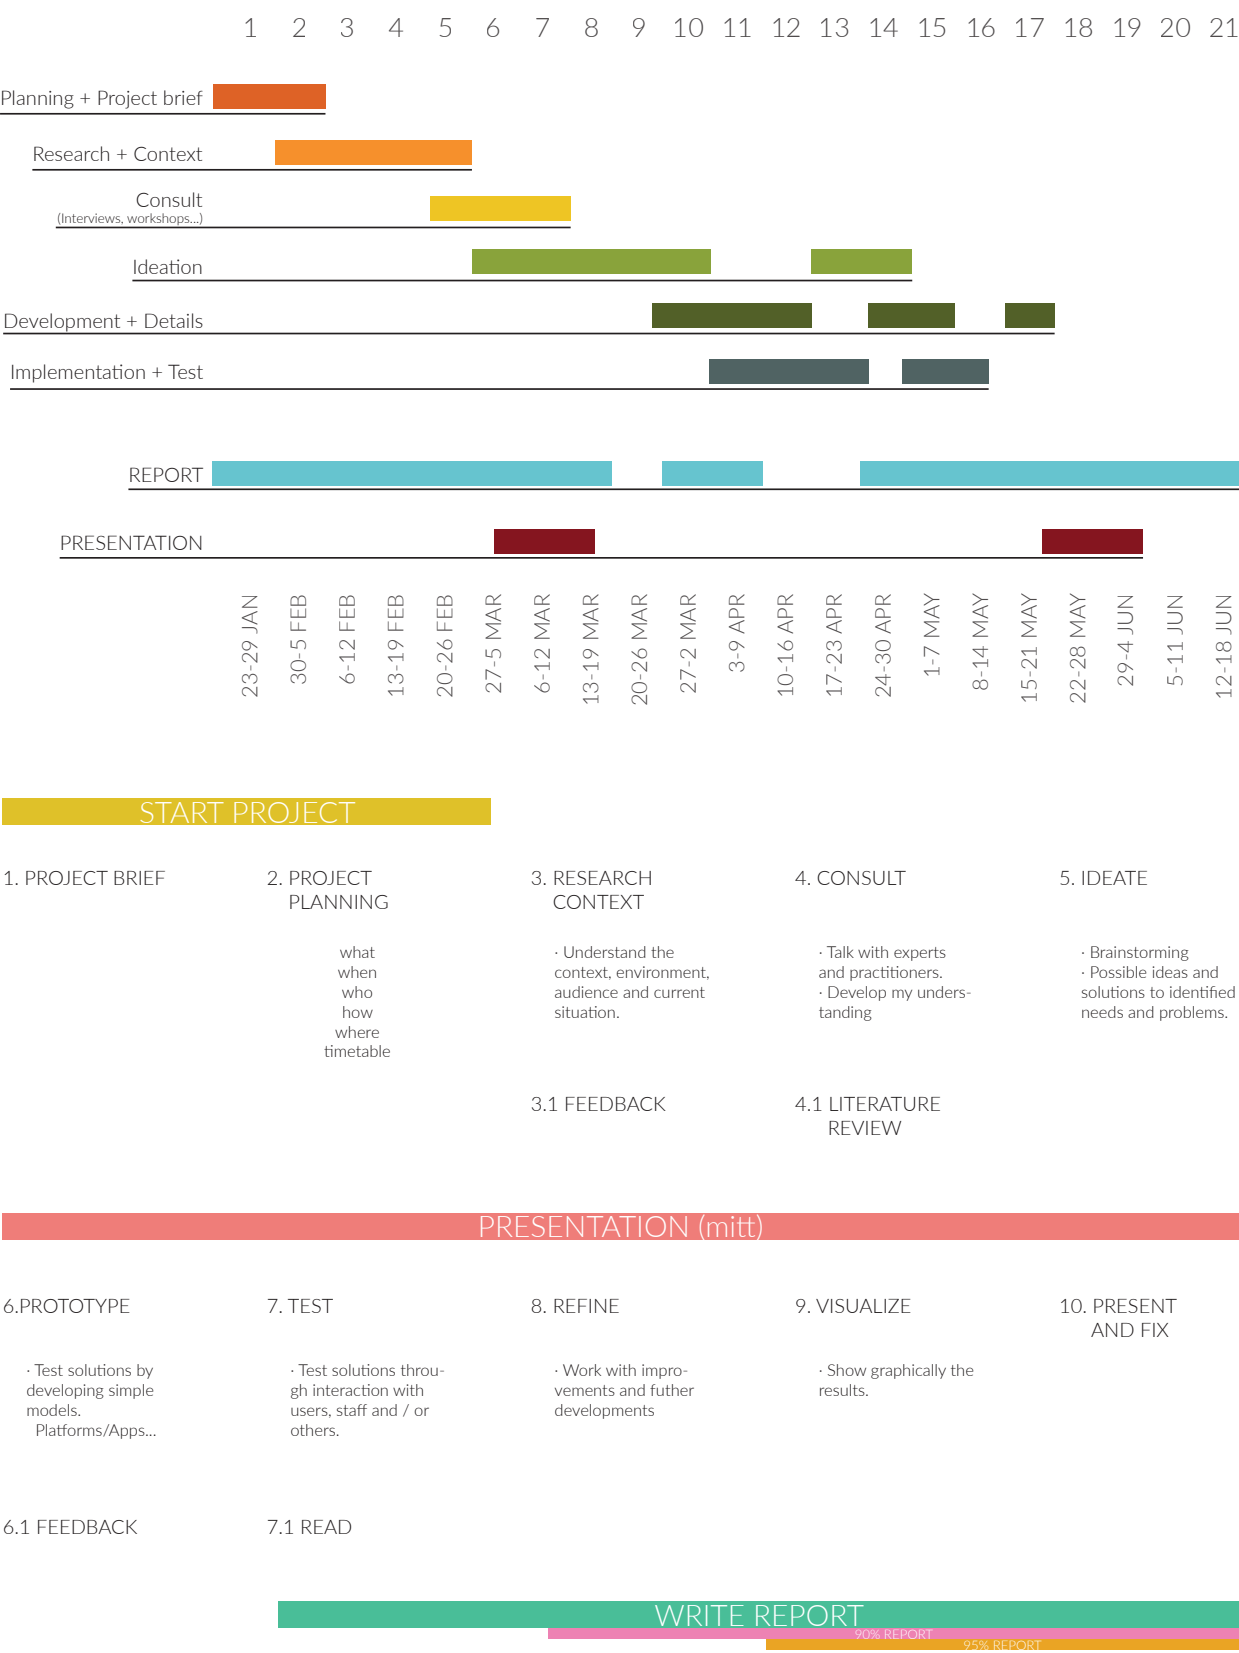 1 2 3 4 5 6 7 8 9 10 11 12 13 14 15 16 17 18 19 20 21
Planning + Project brief
Research + Context
Consult
(Interviews, workshops...)
Ideation
Development + Details
Implementation + Test
REPORT
PRESENTATION
23-29 JAN
30-5 FEB
6-12 FEB
13-19 FEB
20-26 FEB
27-5 MAR
6-12 MAR
13-19 MAR
20-26 MAR
27-2 MAR
3-9 APR
10-16 APR
17-23 APR
24-30 APR
1-7 MAY
8-14 MAY
15-21 MAY
22-28 MAY
29-4 JUN
5-11 JUN
12-18 JUN
START PROJECT
1. PROJECT BRIEF
2. PROJECT
PLANNING
what
when
who
how
where
timetable
3. RESEARCH
CONTEXT
· Understand the
context, environment,
audience and current
situation.
3.1 FEEDBACK
4. CONSULT
· Talk with experts
and practitioners.
· Develop my unders-
tanding
4.1 LITERATURE
REVIEW
5. IDEATE
· Brainstorming
· Possible ideas and
solutions to identified
needs and problems.
PRESENTATION (mitt)
6.PROTOTYPE
· Test solutions by
developing simple
models.
Platforms/Apps...
6.1 FEEDBACK
7. TEST
· Test solutions throu-
gh interaction with
users, staff and / or
others.
7.1 READ
8. REFINE
· Work with impro-
vements and futher
developments
9. VISUALIZE
· Show graphically the
results.
10. PRESENT
AND FIX
WRITE REPORT
90% REPORT
95% REPORT